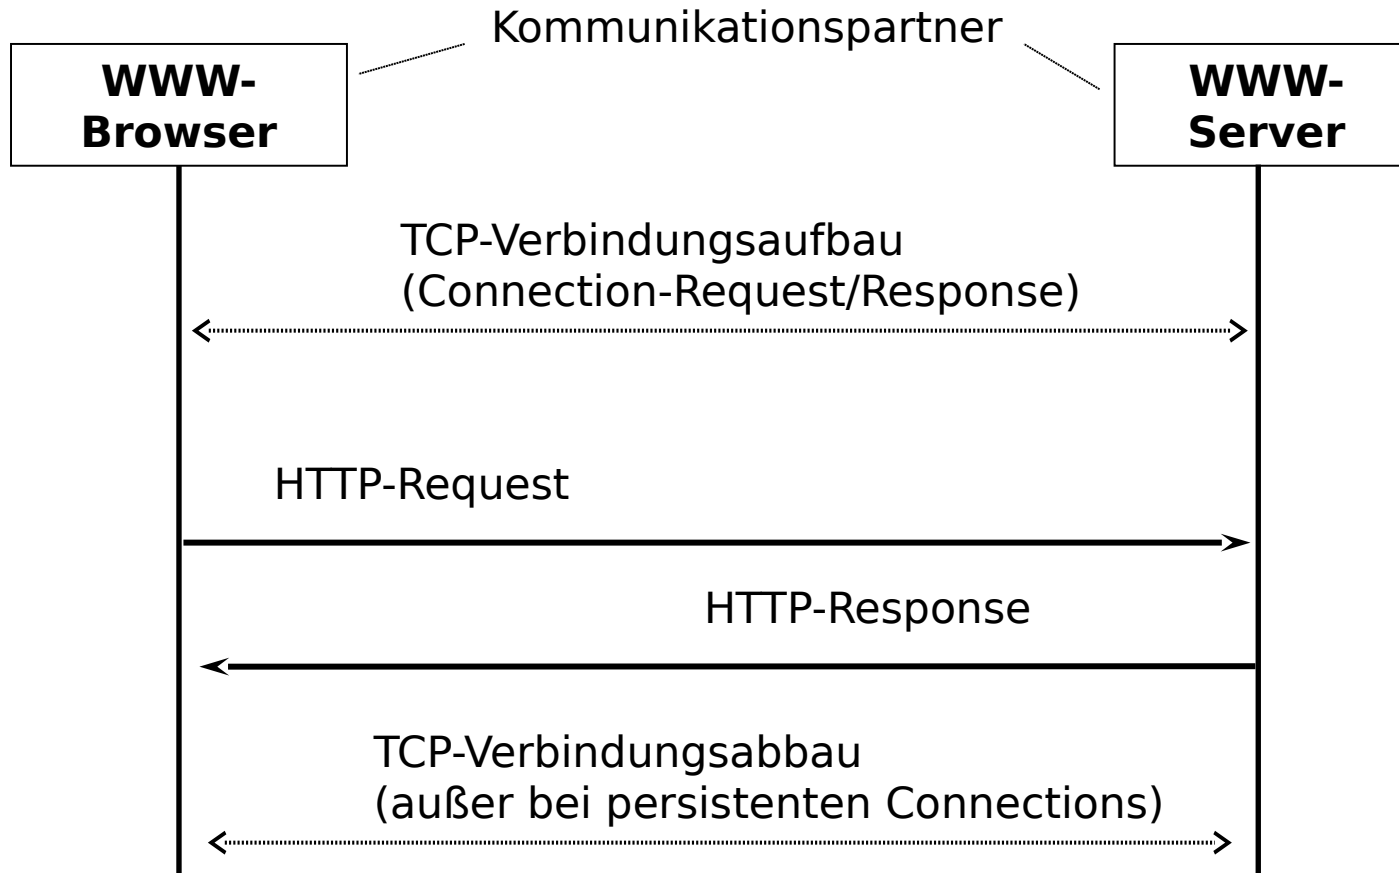 Kommunikationspartner
WWW-
Browser
WWW-
Server
TCP-Verbindungsaufbau
(Connection-Request/Response)
HTTP-Request
HTTP-Response
TCP-Verbindungsabbau
(außer bei persistenten Connections)